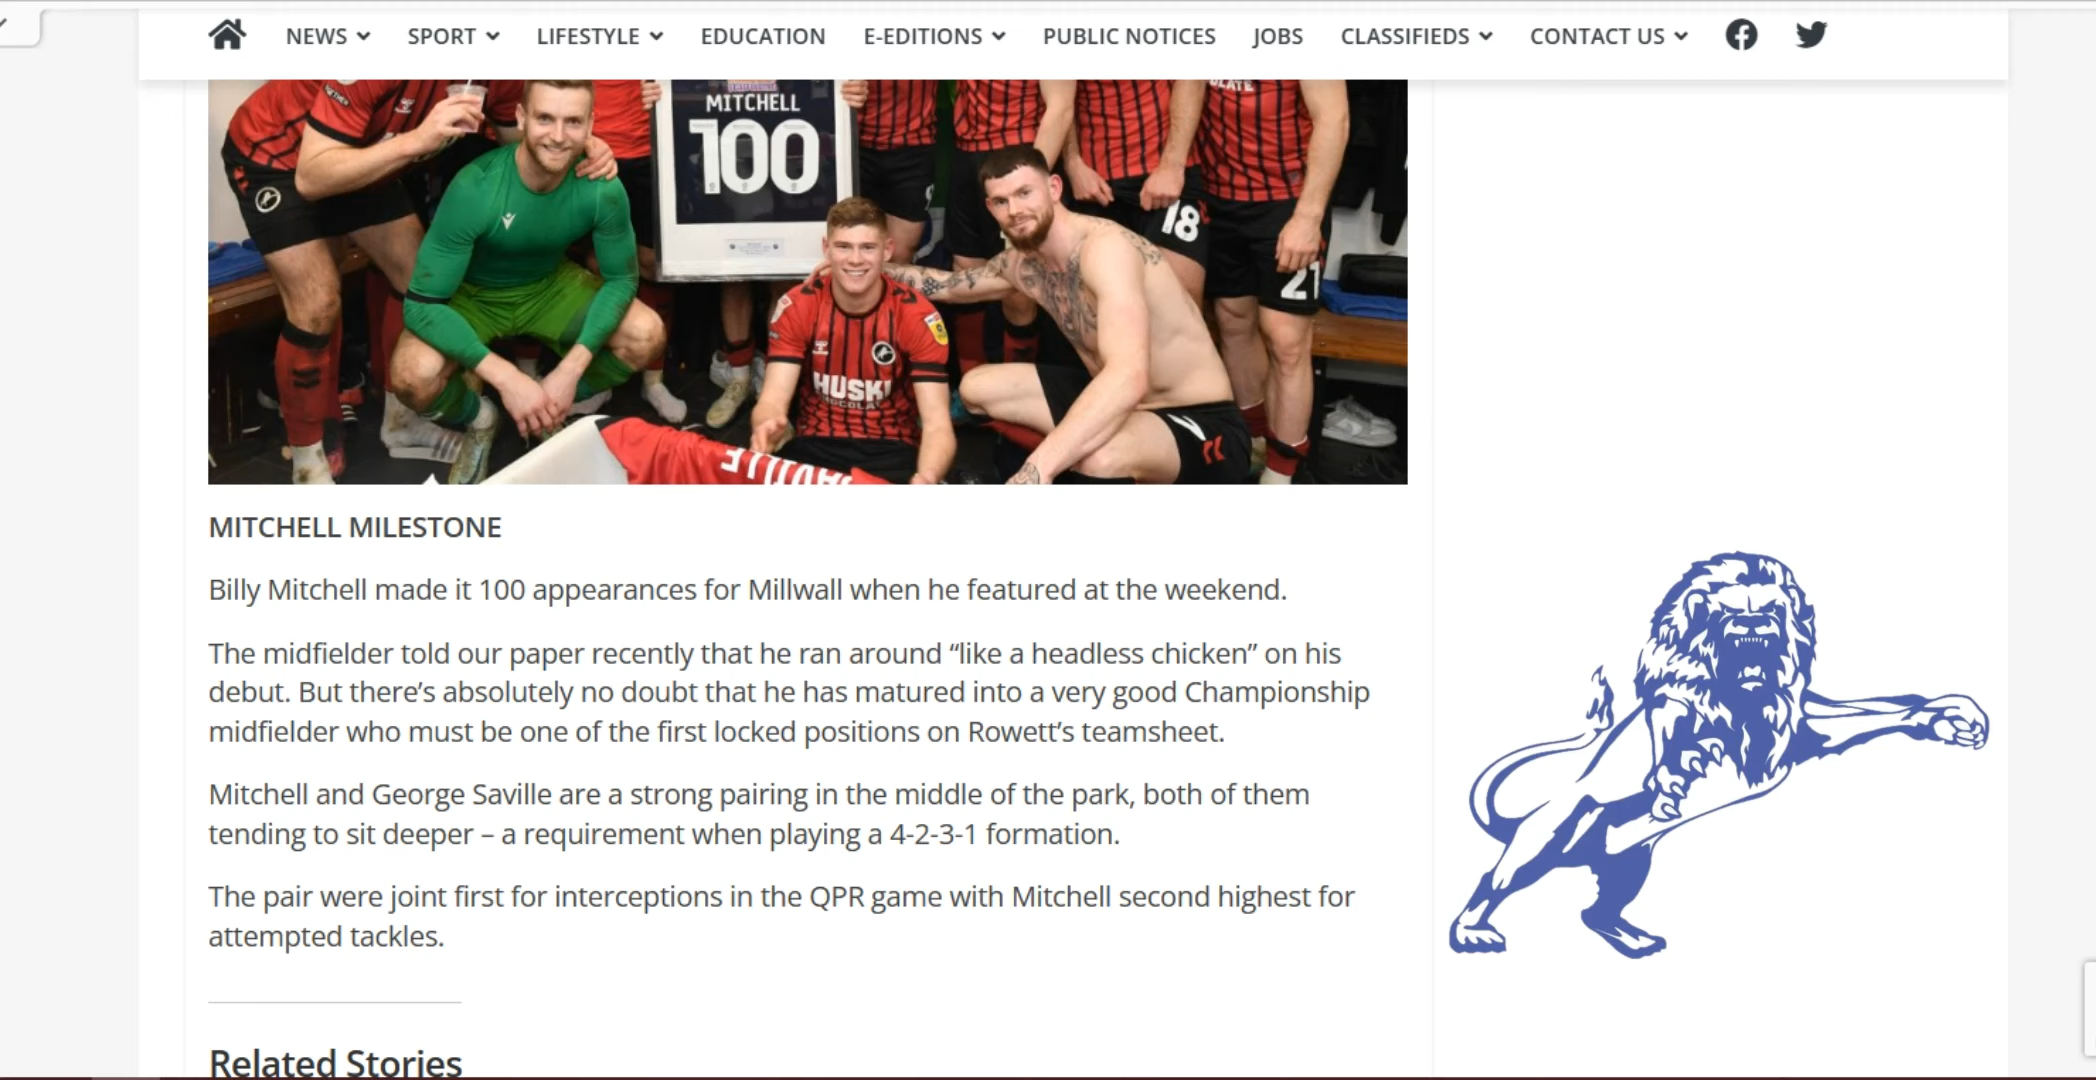 NEWS SPORT LIFESTYLE EDUCATION E-EDITIONS PUBLIC NOTICES JOBS CLASSIFIEDS CONTACT US
MITCHELL
100
18
21
HUSKI
CHOCOLATE
SAVILLE
MITCHELL MILESTONE
Billy Mitchell made it 100 appearances for Millwall when he featured at the weekend.
The midfielder told our paper recently that he ran around “like a headless chicken” on his
debut. But there’s absolutely no doubt that he has matured into a very good Championship
midfielder who must be one of the first locked positions on Rowett’s teamsheet.
Mitchell and George Saville are a strong pairing in the middle of the park, both of them
tending to sit deeper – a requirement when playing a 4-2-3-1 formation.
The pair were joint first for interceptions in the QPR game with Mitchell second highest for
attempted tackles.
Related Stories